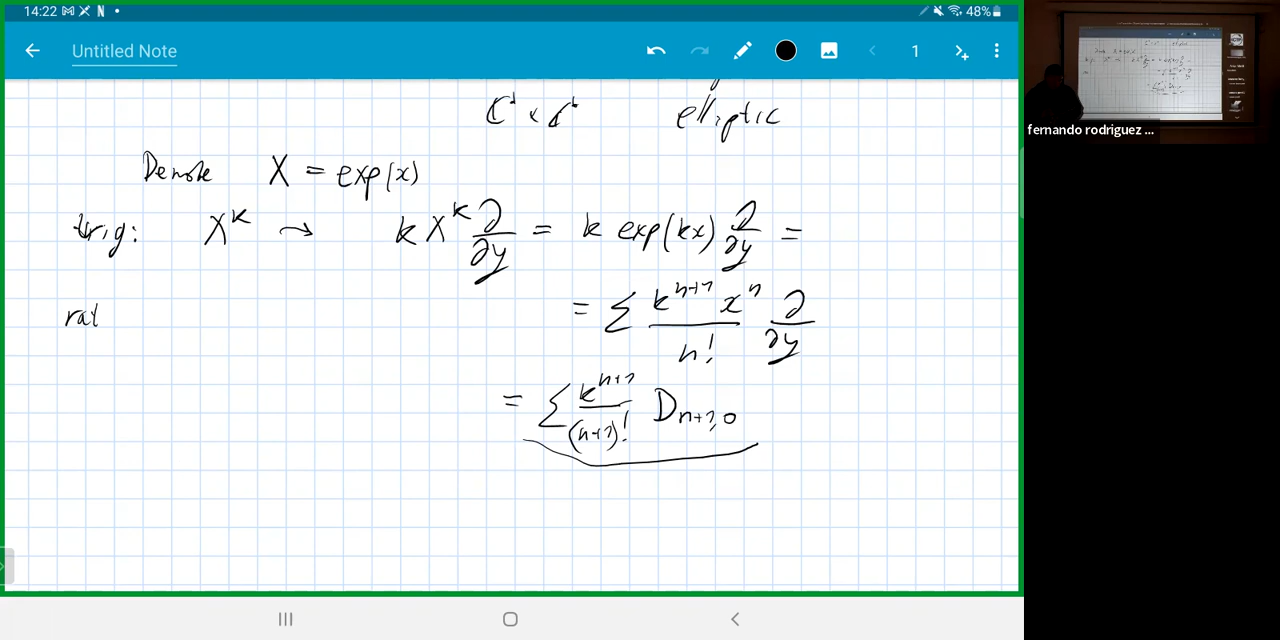 14:22 48%
Untitled Note 1
ℂ* × ℂ* elliptic
Denote X = exp(x)
trig: X^k → k X^k ∂/∂y = k exp(kx) ∂/∂y =
rat = Σ k^{n+1} x^n / n! ∂/∂y
= Σ k^{n+1} / (n+1)! D_{n+1,0}
fernando rodriguez ...